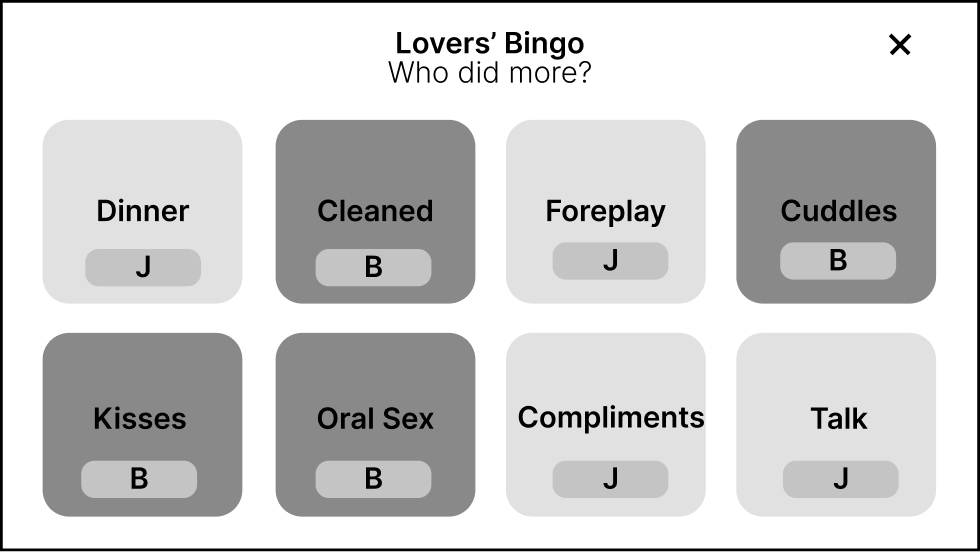 Lovers’ Bingo
Who did more?
Dinner
J
Cleaned
B
Foreplay
J
Cuddles
B
Kisses
B
Oral Sex
B
Compliments
J
Talk
J